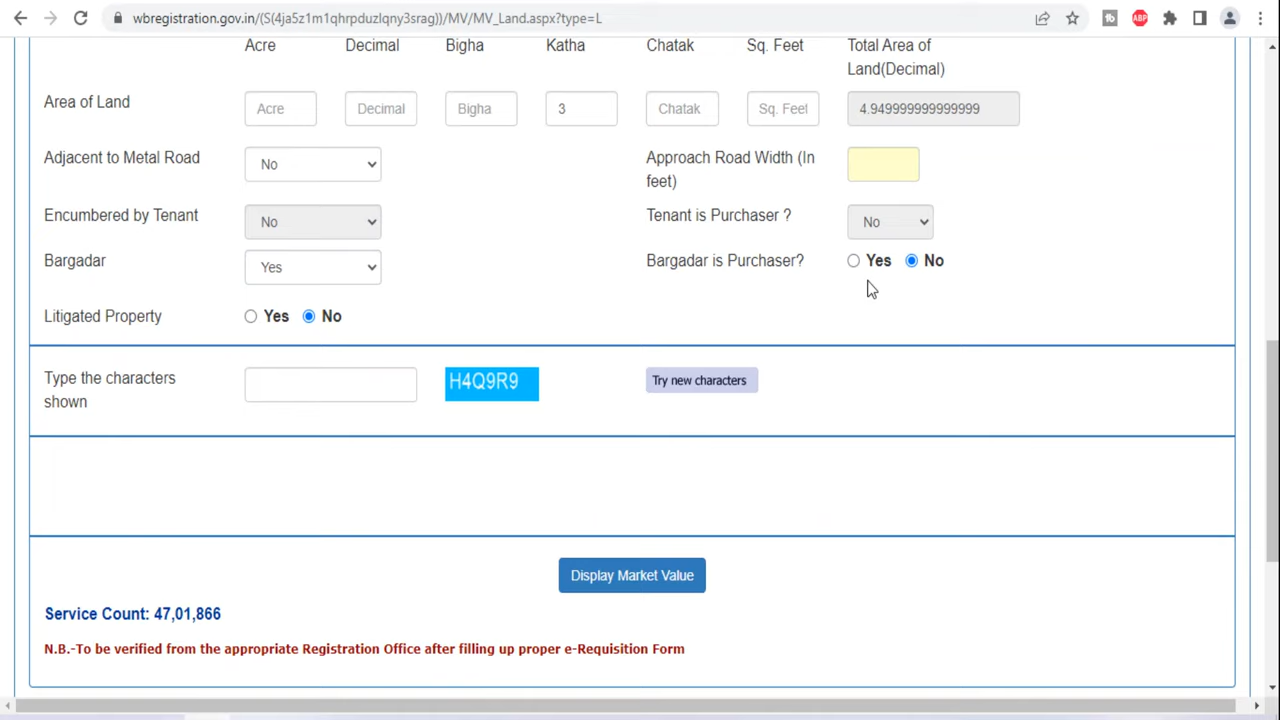 wbregistration.gov.in/(S(4ja5z1m1qhrpduzlqny3srag))/MV/MV_Land.aspx?type=L
ABP
Acre Decimal Bigha Katha Chatak Sq. Feet Total Area of
Land(Decimal)
Area of Land Acre Decimal Bigha 3 Chatak Sq. Feet 4.949999999999999
Adjacent to Metal Road No Approach Road Width (In
feet)
Encumbered by Tenant No Tenant is Purchaser ? No
Bargadar Yes Bargadar is Purchaser? Yes No
Litigated Property Yes No
Type the characters H4Q9R9 Try new characters
shown
Display Market Value
Service Count: 47,01,866
N.B.-To be verified from the appropriate Registration Office after filling up proper e-Requisition Form